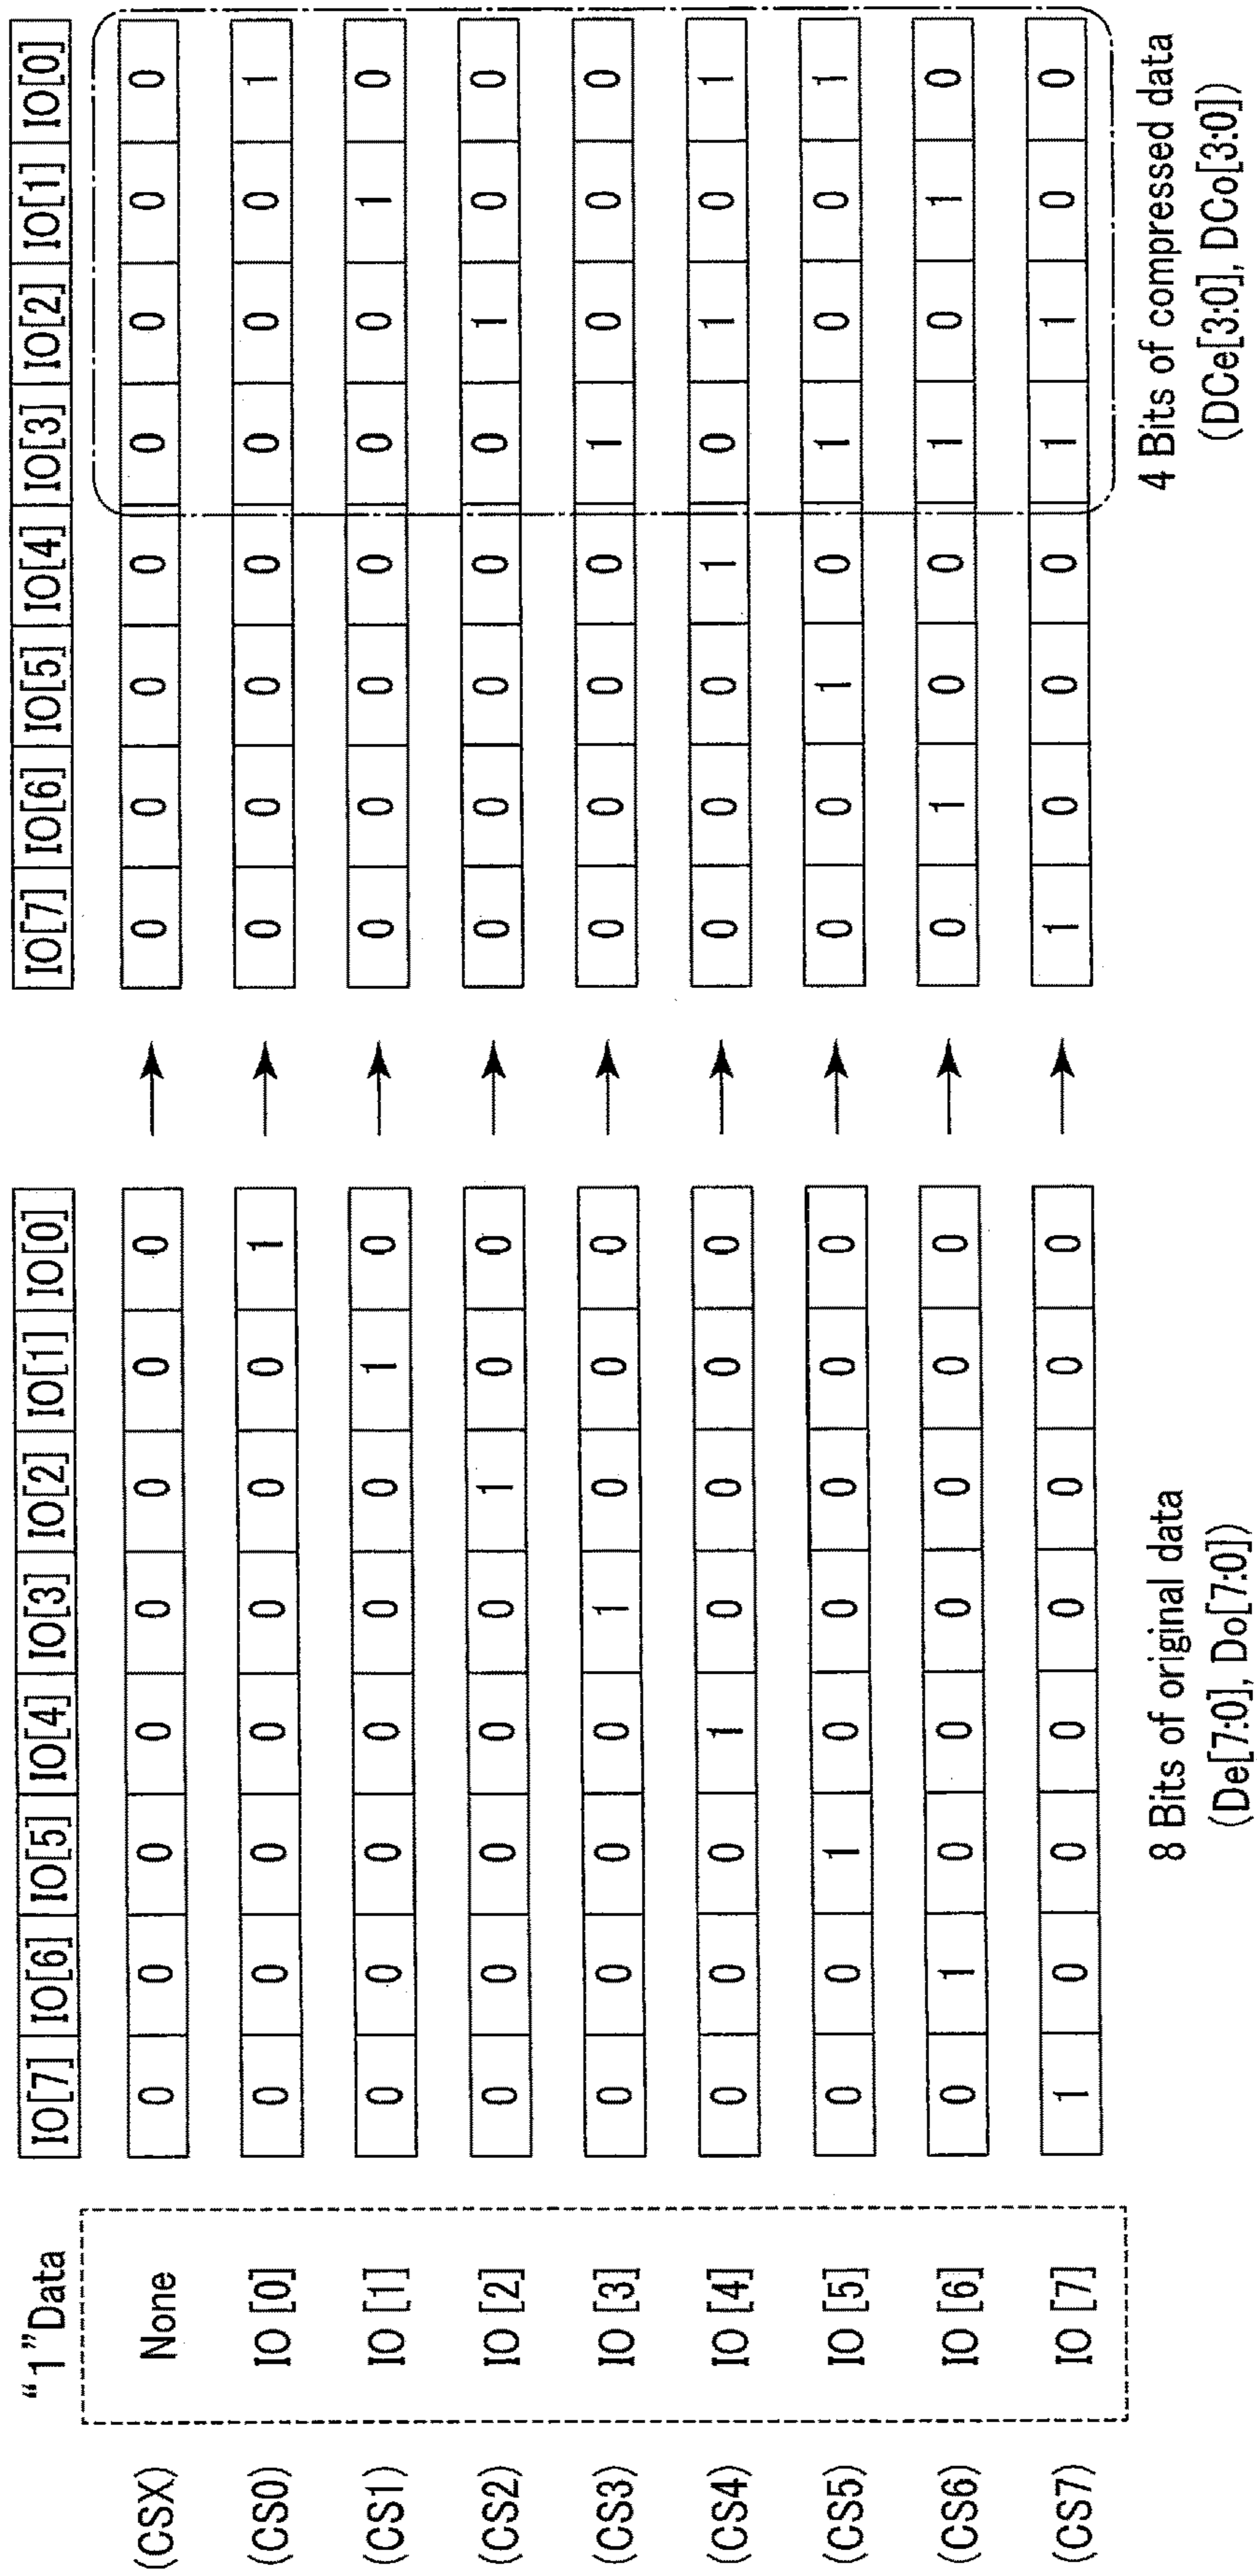 “1”Data IO[7] IO[6] IO[5] IO[4] IO[3] IO[2] IO[1] IO[0] IO[7] IO[6] IO[5] IO[4] IO[3] IO[2] IO[1] IO[0]
(CSX) None 0 0 0 0 0 0 0 0 0 0 0 0 0 0 0 0
(CS0) IO [0] 0 0 0 0 0 0 0 1 0 0 0 0 0 0 0 1
(CS1) IO [1] 0 0 0 0 0 0 1 0 0 0 0 0 0 0 1 0
(CS2) IO [2] 0 0 0 0 0 1 0 0 0 0 0 0 0 1 0 0
(CS3) IO [3] 0 0 0 0 1 0 0 0 0 0 0 0 1 0 0 0
(CS4) IO [4] 0 0 0 1 0 0 0 0 0 0 0 1 0 1 0 1
(CS5) IO [5] 0 0 1 0 0 0 0 0 0 0 1 0 1 0 0 1
(CS6) IO [6] 0 1 0 0 0 0 0 0 0 1 0 0 1 0 1 0
(CS7) IO [7] 1 0 0 0 0 0 0 0 1 0 0 0 1 1 0 0
8 Bits of original data
(De[7:0], Do[7:0])
4 Bits of compressed data
(DCe[3:0], DCo[3:0])